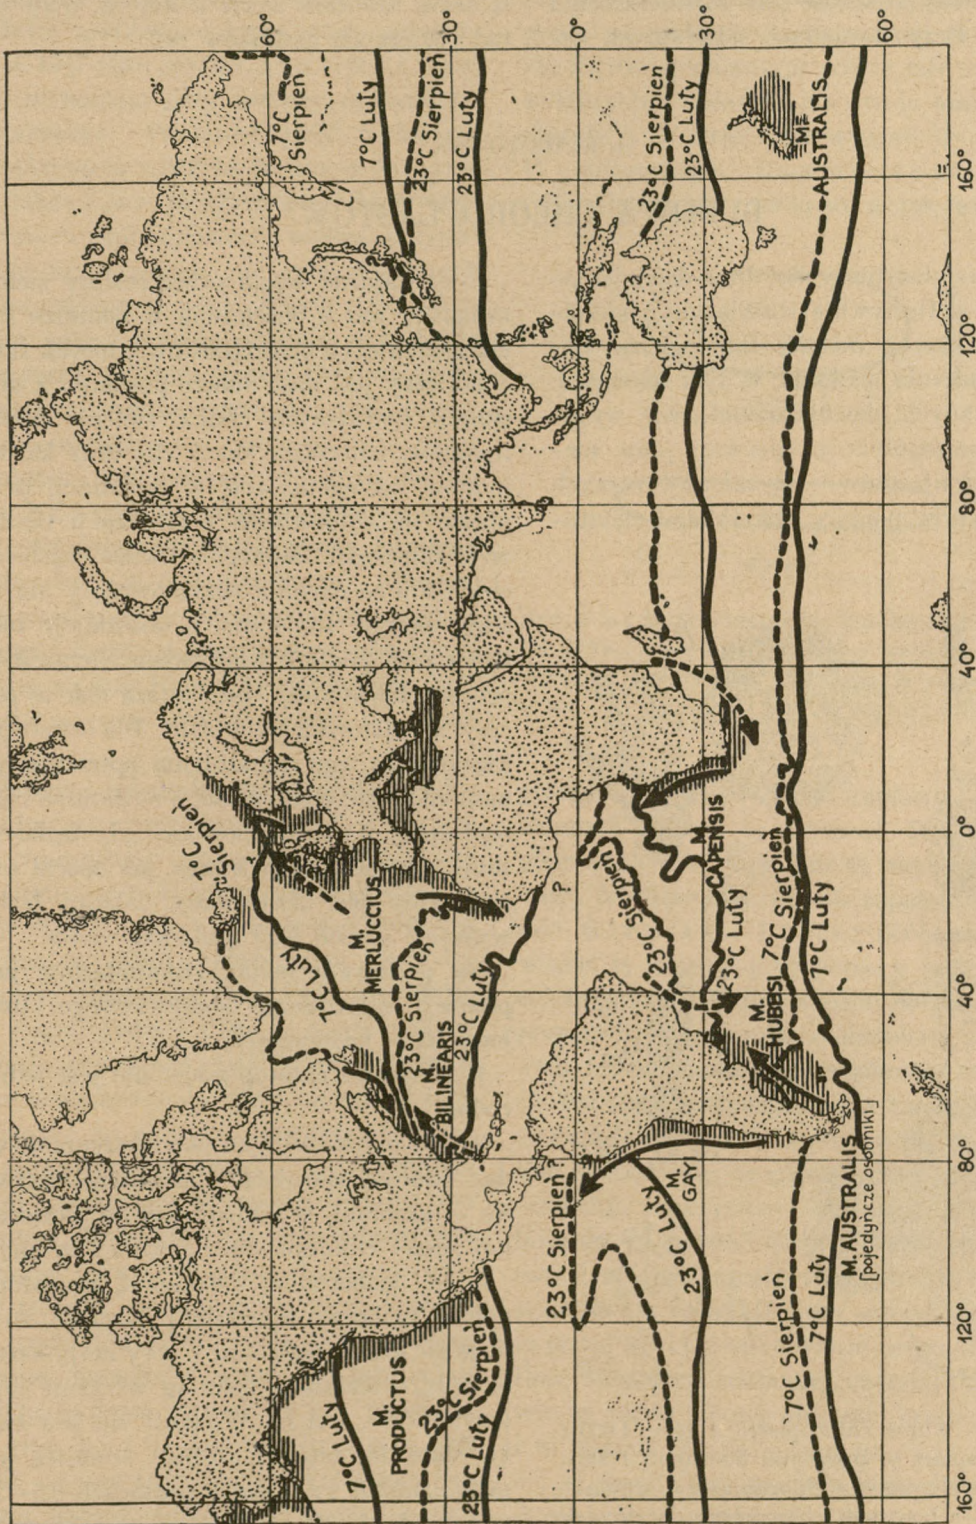 60°
30°
0°
30°
60°
7°C
Sierpień
7°C Luty
23°C Sierpień
23°C Luty
23°C Sierpień
23°C Luty
M.
AUSTRALIS
160°
120°
80°
40°
0°
40°
80°
120°
160°
7°C
Sierpień
7°C Luty
M.
MERLUCCIUS
23°C Sierpień
M.
BILINEARIS
23°C Luty
?
23°C Sierpień
M.
CAPENSIS
23°C Luty
M.
HUBBSI
7°C Sierpień
7°C Luty
M. AUSTRALIS
[pojedyńcze osobniki]
M.
GAYI
23°C Luty
23°C Sierpień?
7°C Sierpień
7°C Luty
7°C Luty
M.
PRODUCTUS
23°C Sierpień
23°C Luty